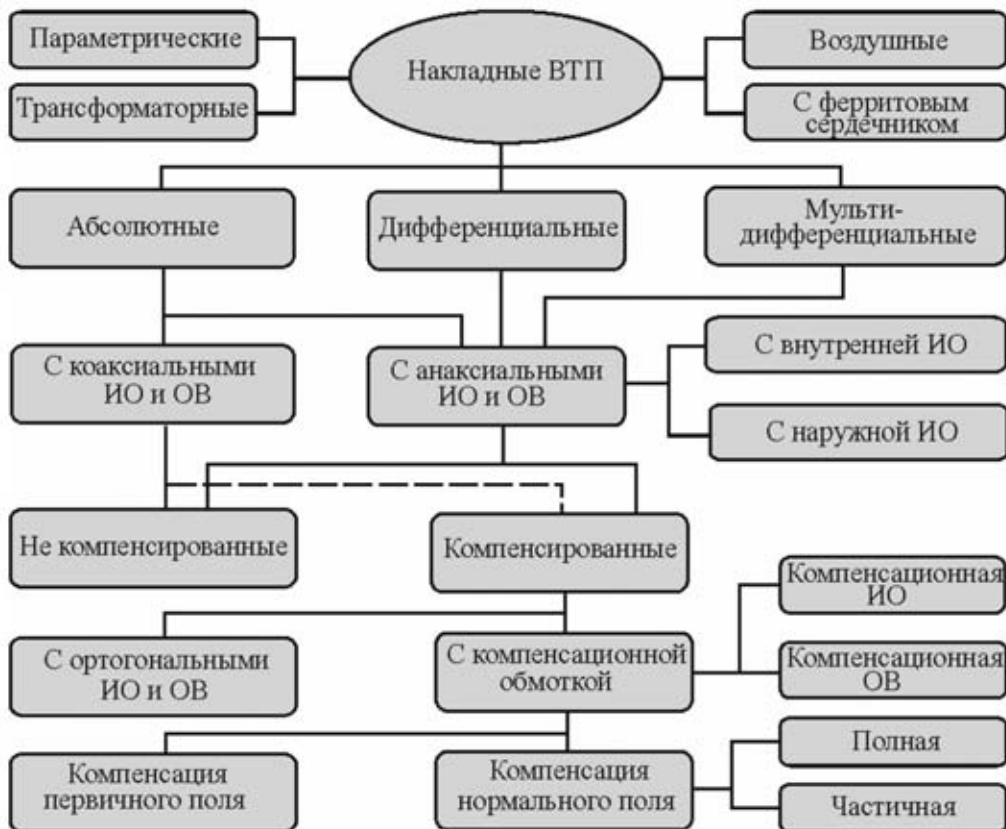 Параметрические
Накладные ВТП
Воздушные
Трансформаторные
С ферритовым
сердечником
Абсолютные
Дифференциальные
Мульти-
дифференциальные
С коаксиальными
ИО и ОВ
С анаксиальными
ИО и ОВ
С внутренней ИО
С наружной ИО
Не компенсированные
Компенсированные
Компенсационная
ИО
С ортогональными
ИО и ОВ
С компенсационной
обмоткой
Компенсационная
ОВ
Компенсация
первичного поля
Компенсация
нормального поля
Полная
Частичная